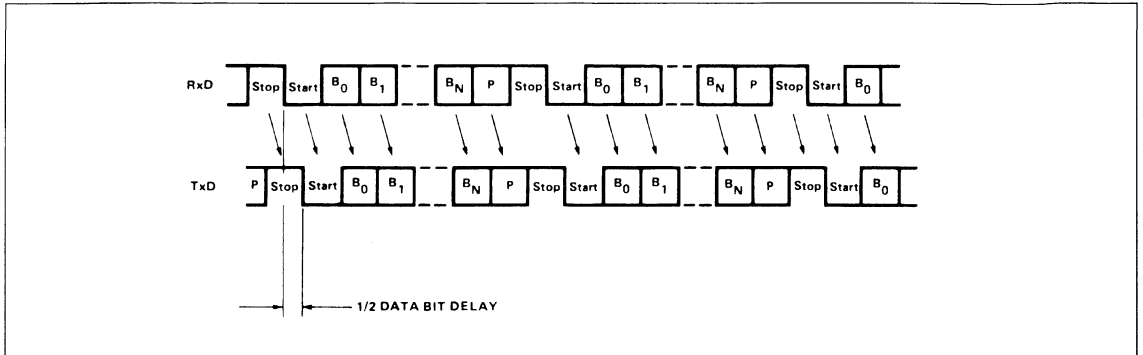 RxD Stop Start B0 B1 BN P Stop Start B0 B1 BN P Stop Start B0
TxD P Stop Start B0 B1 BN P Stop Start B0 B1 BN P Stop Start B0
1/2 DATA BIT DELAY